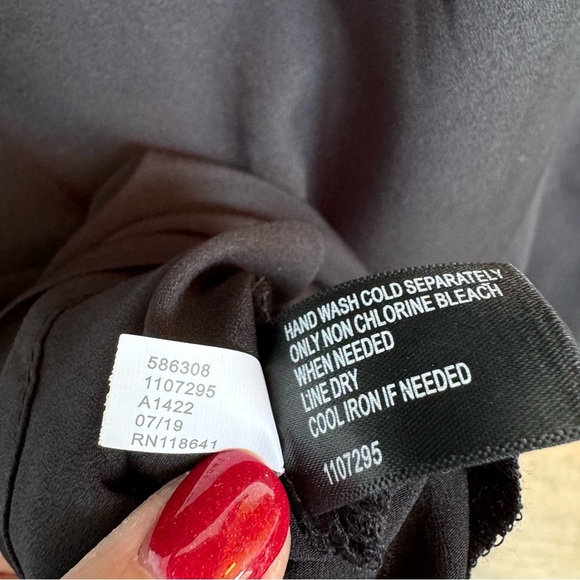 586308
1107295
A1422
07/19
RN118641
HAND WASH COLD SEPARATELY
ONLY NON CHLORINE BLEACH
WHEN NEEDED
LINE DRY
COOL IRON IF NEEDED
1107295